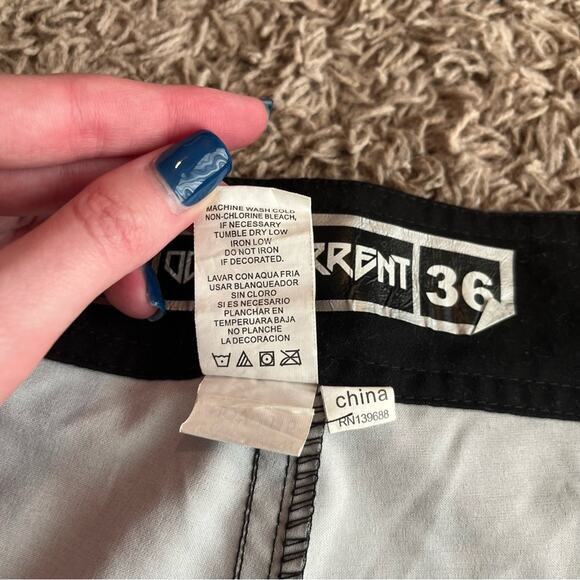 MACHINE WASH COLD
NON-CHLORINE BLEACH,
IF NECESSARY
TUMBLE DRY LOW
IRON LOW
DO NOT IRON
IF DECORATED.
LAVAR CON AQUA FRIA
USAR BLANQUEADOR
SIN CLORO
SI ES NECESARIO
PLANCHAR EN
TEMPERUARA BAJA
NO PLANCHE
LA DECORACION
RRENT 36
china
RN139688